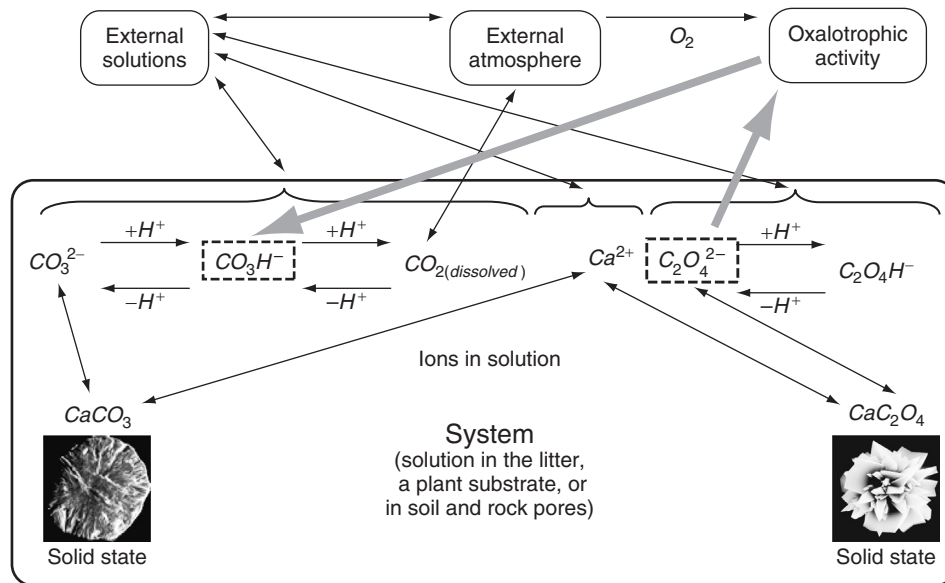 External
solutions
External
atmosphere
O₂
Oxalotrophic
activity
+H⁺
+H⁺
+H⁺
CO₃²⁻
CO₃H⁻
CO₂(dissolved)
Ca²⁺
C₂O₄²⁻
C₂O₄H⁻
−H⁺
−H⁺
−H⁺
Ions in solution
CaCO₃
CaC₂O₄
System
(solution in the litter,
a plant substrate, or
in soil and rock pores)
Solid state
Solid state